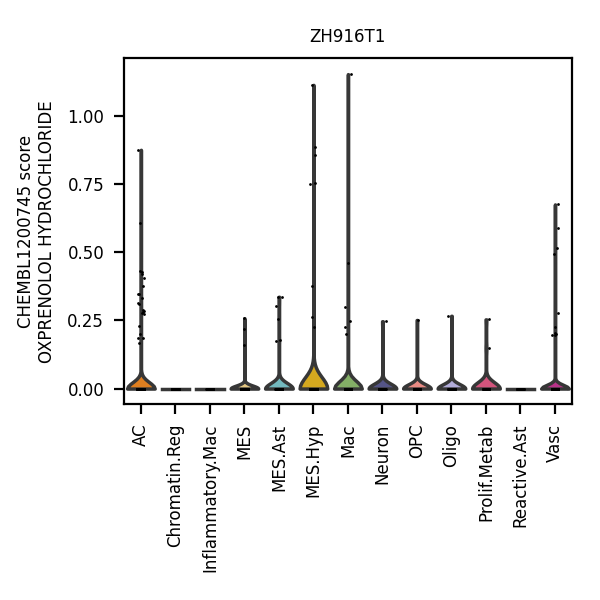 ZH916T1
CHEMBL1200745 score
OXPRENOLOL HYDROCHLORIDE
1.00
0.75
0.50
0.25
0.00
AC
Chromatin.Reg
Inflammatory.Mac
MES
MES.Ast
MES.Hyp
Mac
Neuron
OPC
Oligo
Prolif.Metab
Reactive.Ast
Vasc